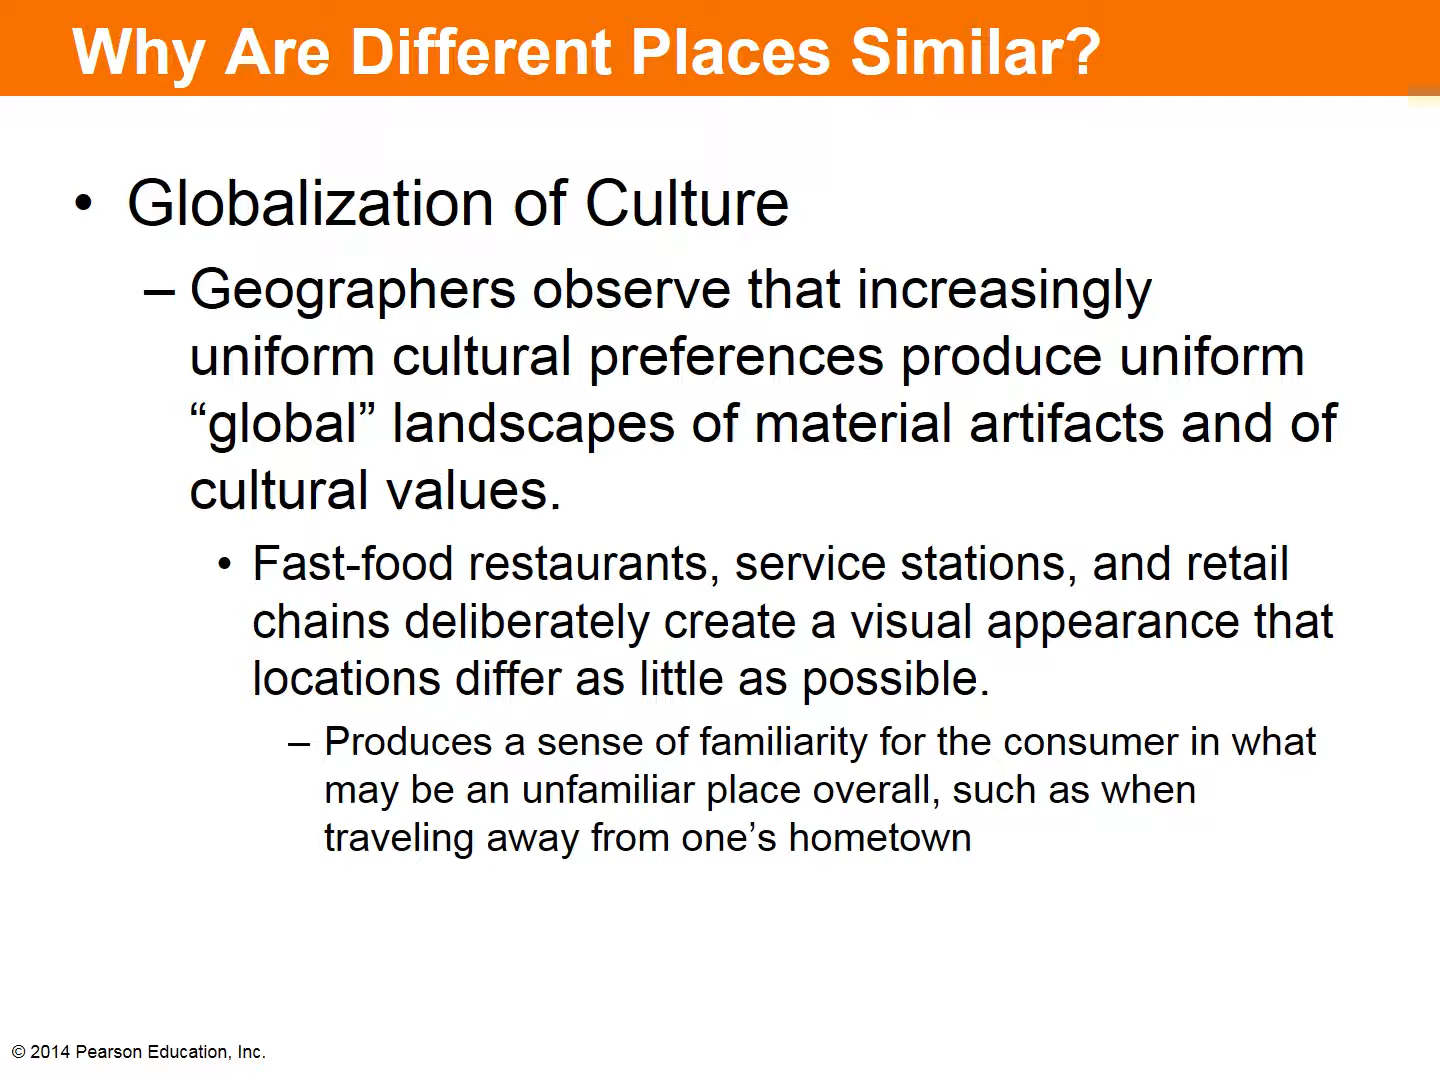 Why Are Different Places Similar?
• Globalization of Culture
– Geographers observe that increasingly
uniform cultural preferences produce uniform
“global” landscapes of material artifacts and of
cultural values.
• Fast-food restaurants, service stations, and retail
chains deliberately create a visual appearance that
locations differ as little as possible.
– Produces a sense of familiarity for the consumer in what
may be an unfamiliar place overall, such as when
traveling away from one’s hometown
© 2014 Pearson Education, Inc.